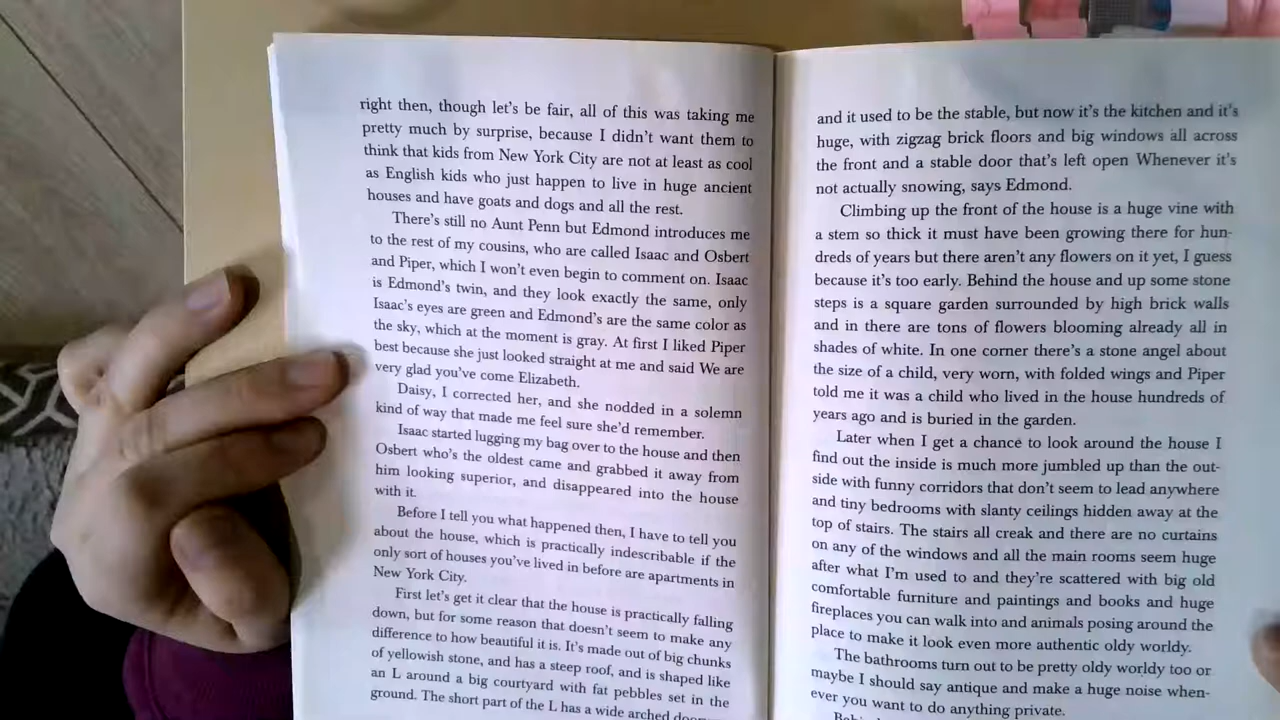 right then, though let's be fair, all of this was taking me
pretty much by surprise, because I didn't want them to
think that kids from New York City are not at least as cool
as English kids who just happen to live in huge ancient
houses and have goats and dogs and all the rest.
There's still no Aunt Penn but Edmond introduces me
to the rest of my cousins, who are called Isaac and Osbert
and Piper, which I won't even begin to comment on. Isaac
is Edmond's twin, and they look exactly the same, only
Isaac's eyes are green and Edmond's are the same color as
the sky, which at the moment is gray. At first I liked Piper
best because she just looked straight at me and said We are
very glad you've come Elizabeth.
Daisy, I corrected her, and she nodded in a solemn
kind of way that made me feel sure she'd remember.
Isaac started lugging my bag over to the house and then
Osbert who's the oldest came and grabbed it away from
him looking superior, and disappeared into the house
with it.
Before I tell you what happened then, I have to tell you
about the house, which is practically indescribable if the
only sort of houses you've lived in before are apartments in
New York City.
First let's get it clear that the house is practically falling
down, but for some reason that doesn't seem to make any
difference to how beautiful it is. It's made out of big chunks
of yellowish stone, and has a steep roof, and is shaped like
an L around a big courtyard with fat pebbles set in the
ground. The short part of the L has a wide arched
and it used to be the stable, but now it's the kitchen and it's
huge, with zigzag brick floors and big windows all across
the front and a stable door that's left open Whenever it's
not actually snowing, says Edmond.
Climbing up the front of the house is a huge vine with
a stem so thick it must have been growing there for hun-
dreds of years but there aren't any flowers on it yet, I guess
because it's too early. Behind the house and up some stone
steps is a square garden surrounded by high brick walls
and in there are tons of flowers blooming already all in
shades of white. In one corner there's a stone angel about
the size of a child, very worn, with folded wings and Piper
told me it was a child who lived in the house hundreds of
years ago and is buried in the garden.
Later when I get a chance to look around the house I
find out the inside is much more jumbled up than the out-
side with funny corridors that don't seem to lead anywhere
and tiny bedrooms with slanty ceilings hidden away at the
top of stairs. The stairs all creak and there are no curtains
on any of the windows and all the main rooms seem huge
after what I'm used to and they're scattered with big old
comfortable furniture and paintings and books and huge
fireplaces you can walk into and animals posing around the
place to make it look even more authentic oldy worldy.
The bathrooms turn out to be pretty oldy worldy too or
maybe I should say antique and make a huge noise when-
ever you want to do anything private.